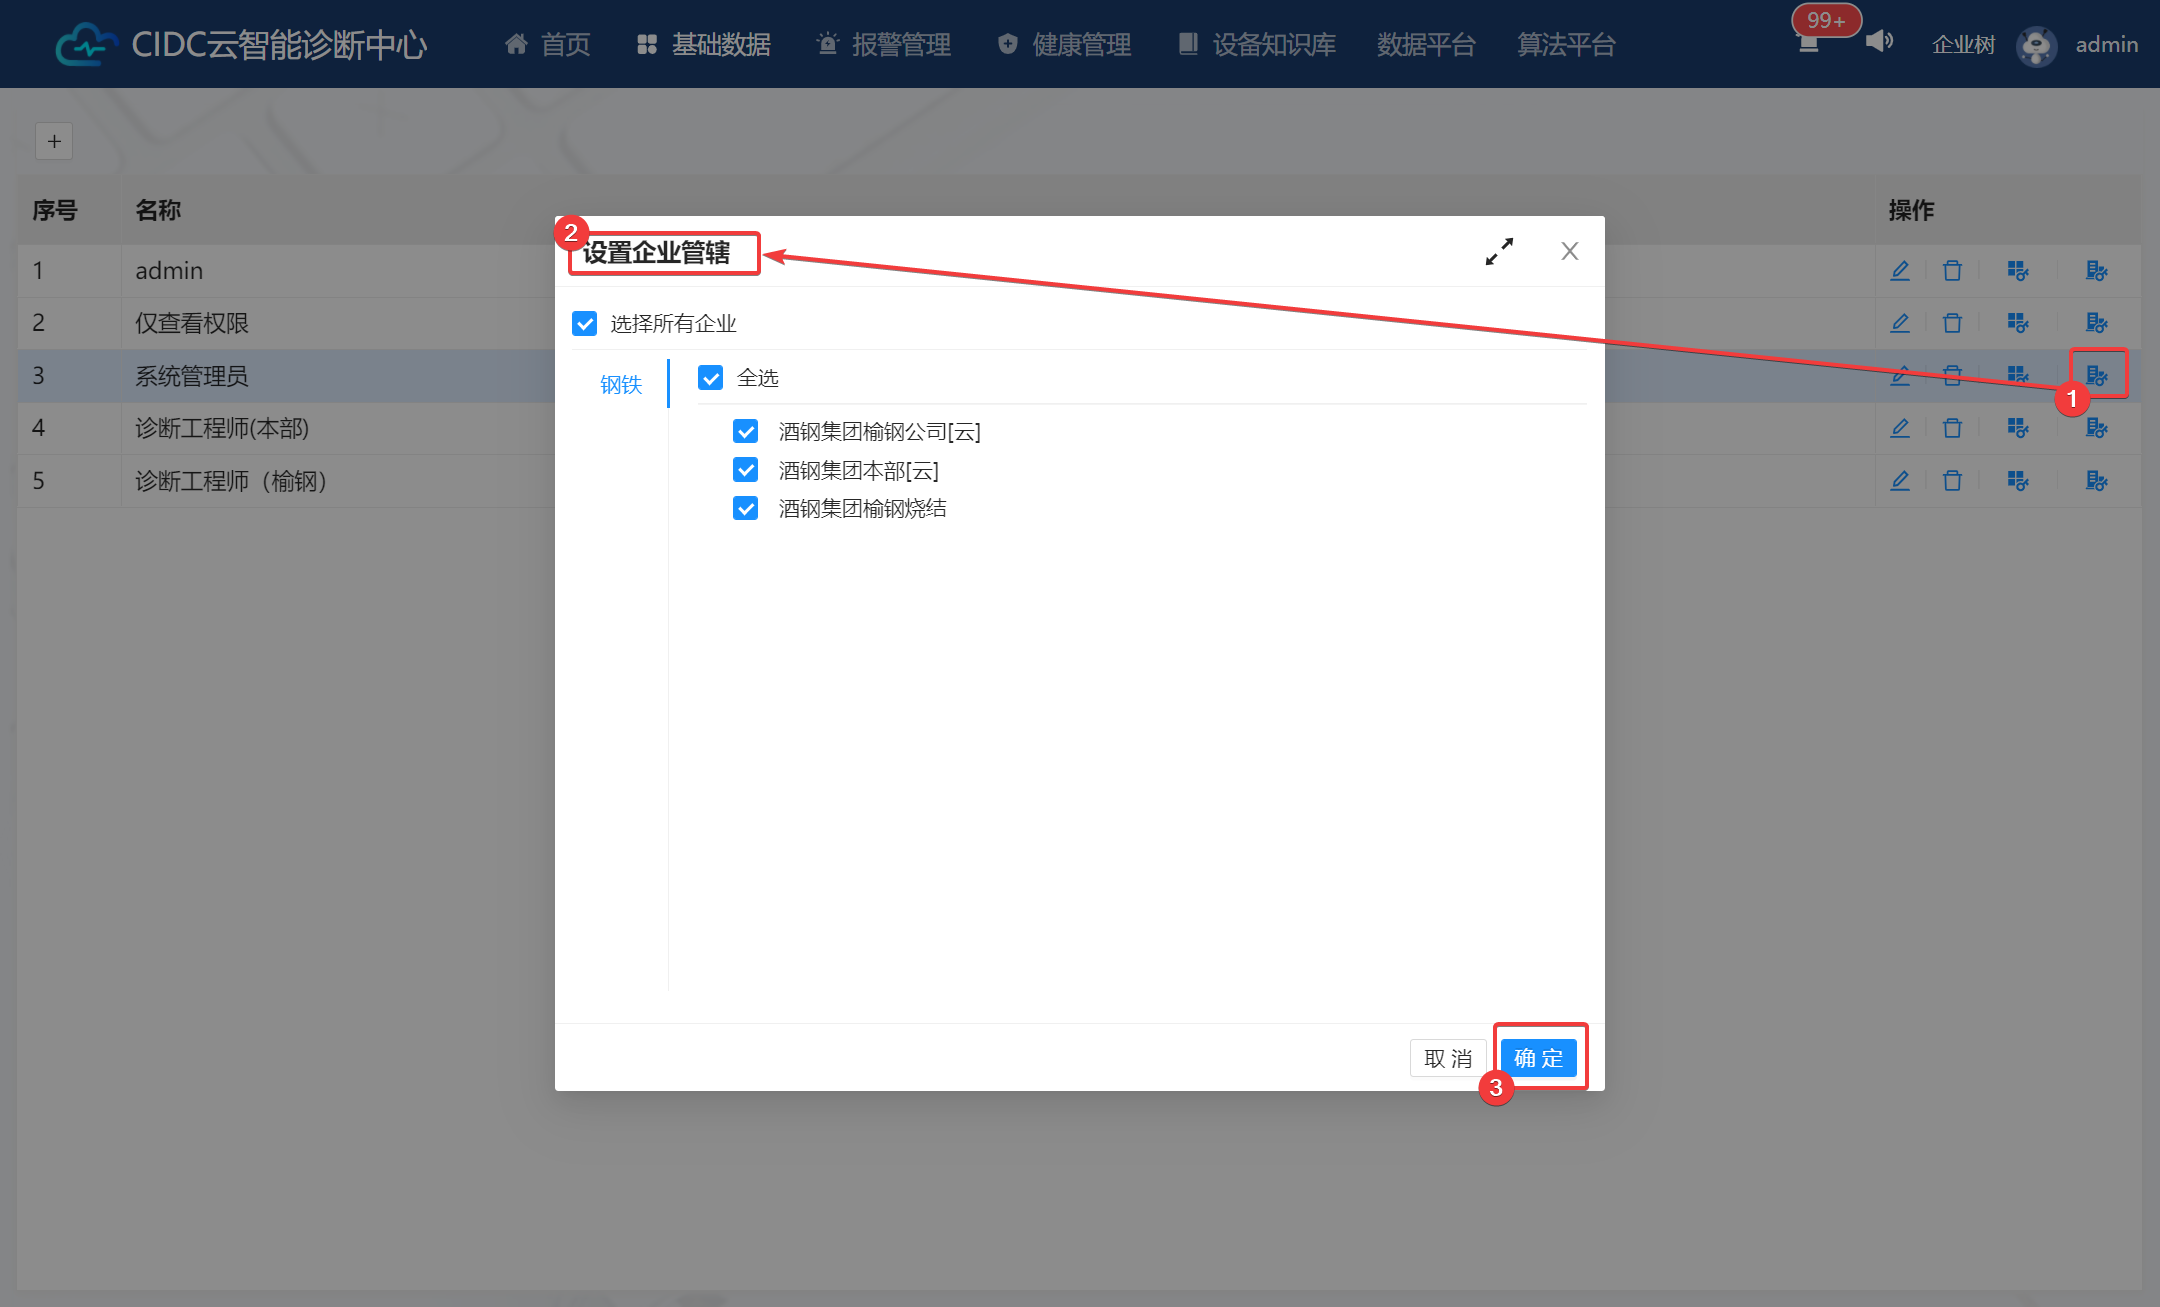 CIDC云智能诊断中心 首页 基础数据 报警管理 健康管理 设备知识库 数据平台 算法平台 99+ 企业树 admin
+
序号 名称 操作
1 admin
2 仅查看权限
3 系统管理员
4 诊断工程师(本部)
5 诊断工程师（榆钢）
2 设置企业管辖 X
选择所有企业
钢铁 全选
酒钢集团榆钢公司[云]
酒钢集团本部[云]
酒钢集团榆钢烧结
1
取 消 确 定
3